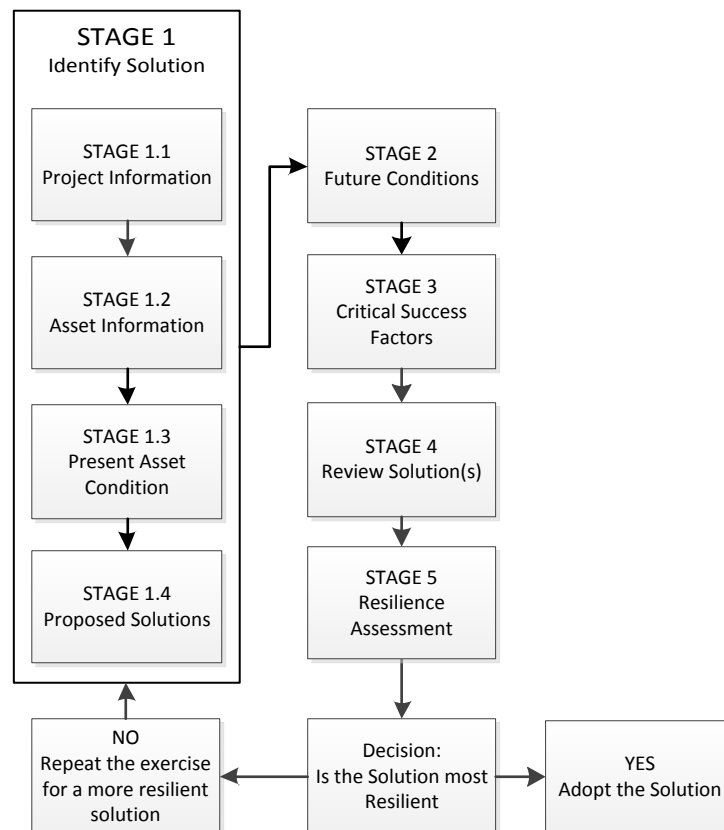 STAGE 1
Identify Solution
STAGE 1.1
Project Information
STAGE 1.2
Asset Information
STAGE 1.3
Present Asset
Condition
STAGE 1.4
Proposed Solutions
STAGE 2
Future Conditions
STAGE 3
Critical Success
Factors
STAGE 4
Review Solution(s)
STAGE 5
Resilience
Assessment
Decision:
Is the Solution most
Resilient
NO
Repeat the exercise
for a more resilient
solution
YES
Adopt the Solution